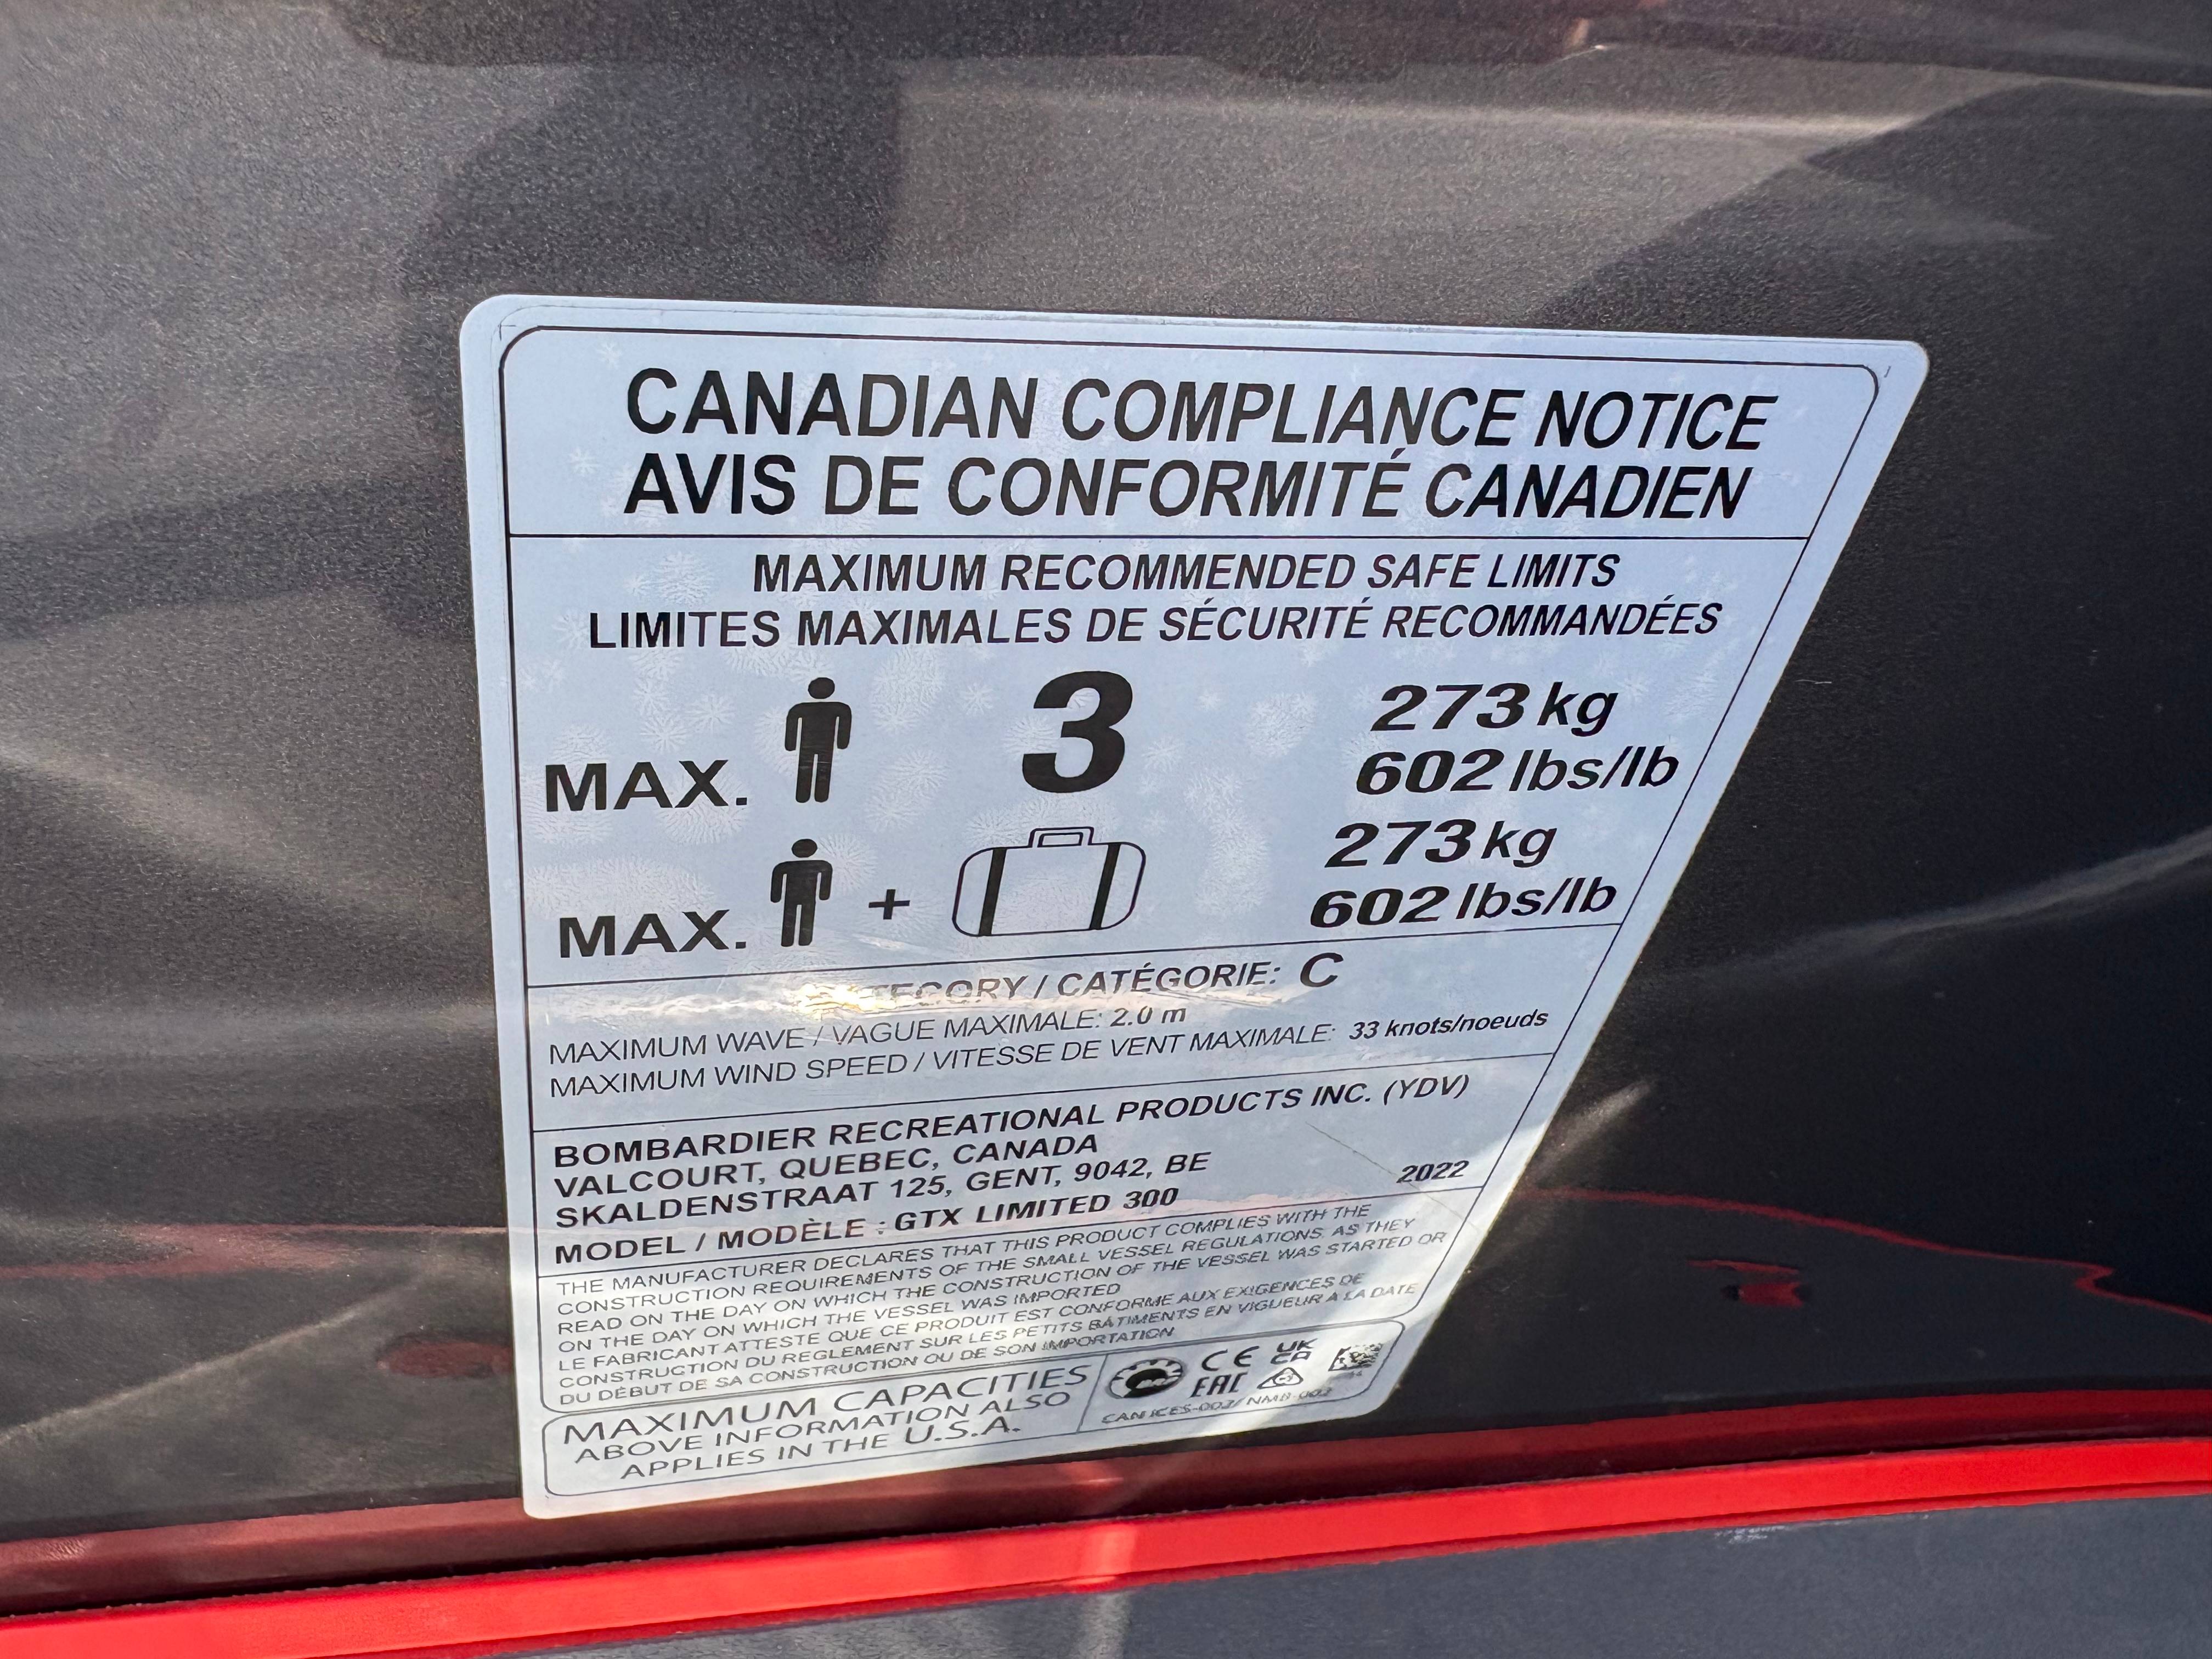 CANADIAN COMPLIANCE NOTICE
AVIS DE CONFORMITÉ CANADIEN
MAXIMUM RECOMMENDED SAFE LIMITS
LIMITES MAXIMALES DE SÉCURITÉ RECOMMANDÉES
MAX. 3 273 kg
602 lbs/lb
MAX. + 273 kg
602 lbs/lb
CATEGORY / CATÉGORIE: C
MAXIMUM WAVE / VAGUE MAXIMALE: 2.0 m
MAXIMUM WIND SPEED / VITESSE DE VENT MAXIMALE: 33 knots/noeuds
BOMBARDIER RECREATIONAL PRODUCTS INC. (YDV)
VALCOURT, QUEBEC, CANADA
SKALDENSTRAAT 125, GENT, 9042, BE 2022
MODEL / MODÈLE : GTX LIMITED 300
THE MANUFACTURER DECLARES THAT THIS PRODUCT COMPLIES WITH THE
CONSTRUCTION REQUIREMENTS OF THE SMALL VESSEL REGULATIONS. AS THEY
READ ON THE DAY ON WHICH THE CONSTRUCTION OF THE VESSEL WAS STARTED OR
ON THE DAY ON WHICH THE VESSEL WAS IMPORTED
LE FABRICANT ATTESTE QUE CE PRODUIT EST CONFORME AUX EXIGENCES DE
CONSTRUCTION DU REGLEMENT SUR LES PETITS BÂTIMENTS EN VIGUEUR À LA DATE
DU DÉBUT DE SA CONSTRUCTION OU DE SON IMPORTATION
MAXIMUM CAPACITIES
ABOVE INFORMATION ALSO
APPLIES IN THE U.S.A.
BRP CE UK CA
EAC
CAN ICES-002/ NMB-002